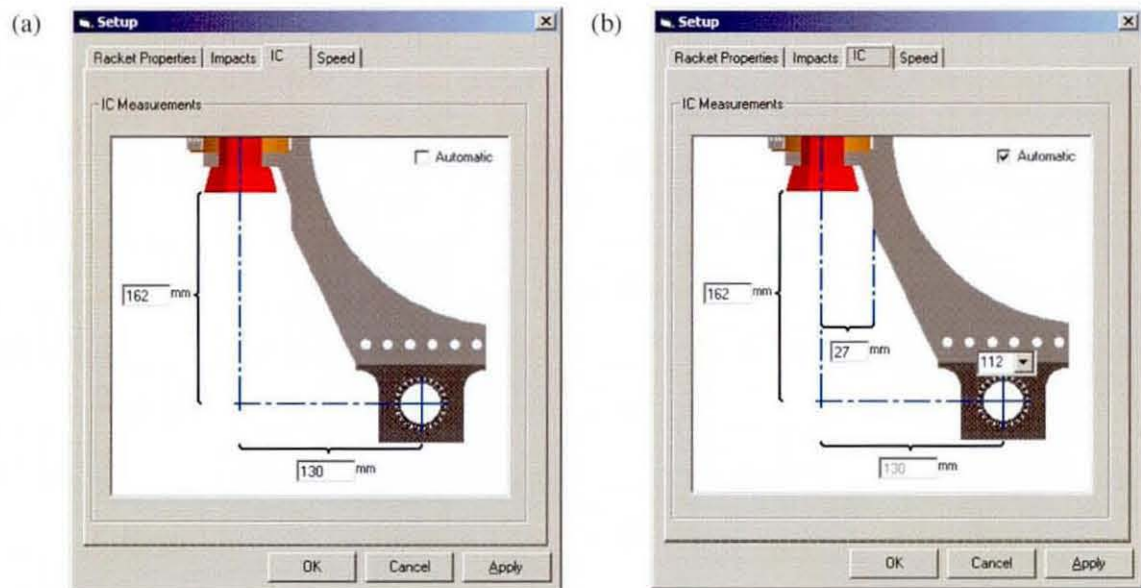 (a)
Setup
Racket Properties Impacts IC Speed
IC Measurements
Automatic
162 mm
130 mm
OK Cancel Apply
(b)
Setup
Racket Properties Impacts IC Speed
IC Measurements
Automatic
162 mm
27 mm
112
130 mm
OK Cancel Apply